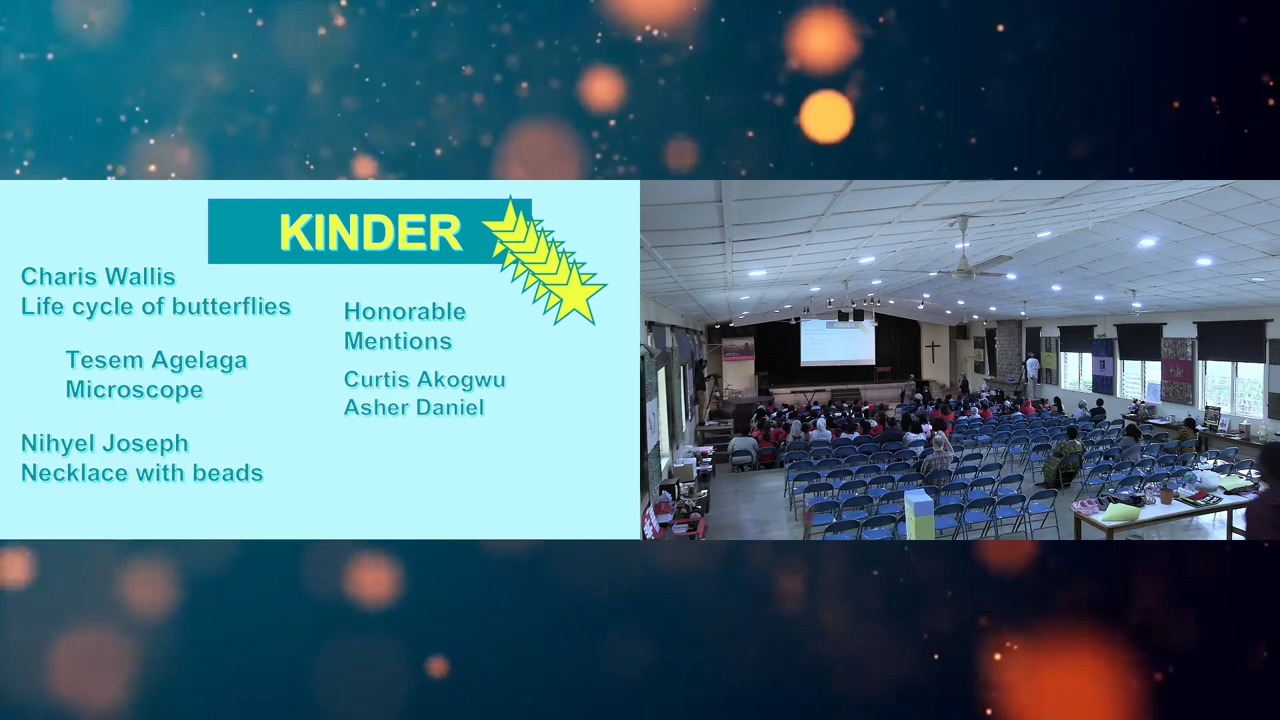 KINDER
Charis Wallis
Life cycle of butterflies
Tesem Agelaga
Microscope
Nihyel Joseph
Necklace with beads
Honorable
Mentions
Curtis Akogwu
Asher Daniel
KINDER